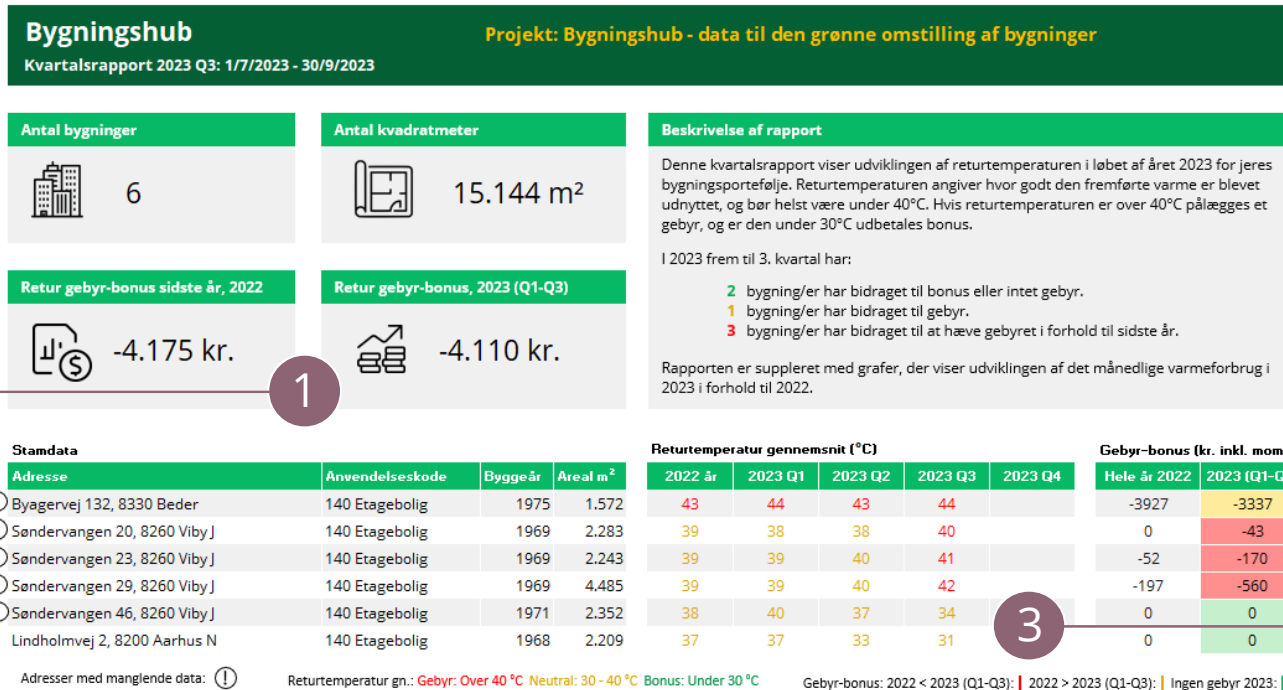 Bygningshub
Projekt: Bygningshub - data til den grønne omstilling af bygninger
Kvartalsrapport 2023 Q3: 1/7/2023 - 30/9/2023
Antal bygninger
6
Antal kvadratmeter
15.144 m²
Retur gebyr-bonus sidste år, 2022
-4.175 kr.
Retur gebyr-bonus, 2023 (Q1-Q3)
-4.110 kr.
1
Beskrivelse af rapport
Denne kvartalsrapport viser udviklingen af returtemperaturen i løbet af året 2023 for jeres
bygningsportefølje. Returtemperaturen angiver hvor godt den fremførte varme er blevet
udnyttet, og bør helst være under 40°C. Hvis returtemperaturen er over 40°C pålægges et
gebyr, og er den under 30°C udbetales bonus.
I 2023 frem til 3. kvartal har:
2 bygning/er har bidraget til bonus eller intet gebyr.
1 bygning/er har bidraget til gebyr.
3 bygning/er har bidraget til at hæve gebyret i forhold til sidste år.
Rapporten er suppleret med grafer, der viser udviklingen af det månedlige varmeforbrug i
2023 i forhold til 2022.
Stamdata Returtemperatur gennemsnit (°C) Gebyr-bonus (kr. inkl. mom
Adresse Anvendelseskode Byggeår Areal m² 2022 år 2023 Q1 2023 Q2 2023 Q3 2023 Q4 Hele år 2022 2023 (Q1-Q
Byagervej 132, 8330 Beder 140 Etagebolig 1975 1.572 43 44 43 44 -3927 -3337
Søndervangen 20, 8260 Viby J 140 Etagebolig 1969 2.283 39 38 38 40 0 -43
Søndervangen 23, 8260 Viby J 140 Etagebolig 1969 2.243 39 39 40 41 -52 -170
Søndervangen 29, 8260 Viby J 140 Etagebolig 1969 4.485 39 39 40 42 -197 -560
Søndervangen 46, 8260 Viby J 140 Etagebolig 1971 2.352 38 40 37 34 0 0
Lindholmvej 2, 8200 Aarhus N 140 Etagebolig 1968 2.209 37 37 33 31 0 0
3
Adresser med manglende data: ! Returtemperatur gn.: Gebyr: Over 40 °C Neutral: 30 - 40 °C Bonus: Under 30 °C Gebyr-bonus: 2022 < 2023 (Q1-Q3): 2022 > 2023 (Q1-Q3): Ingen gebyr 2023: